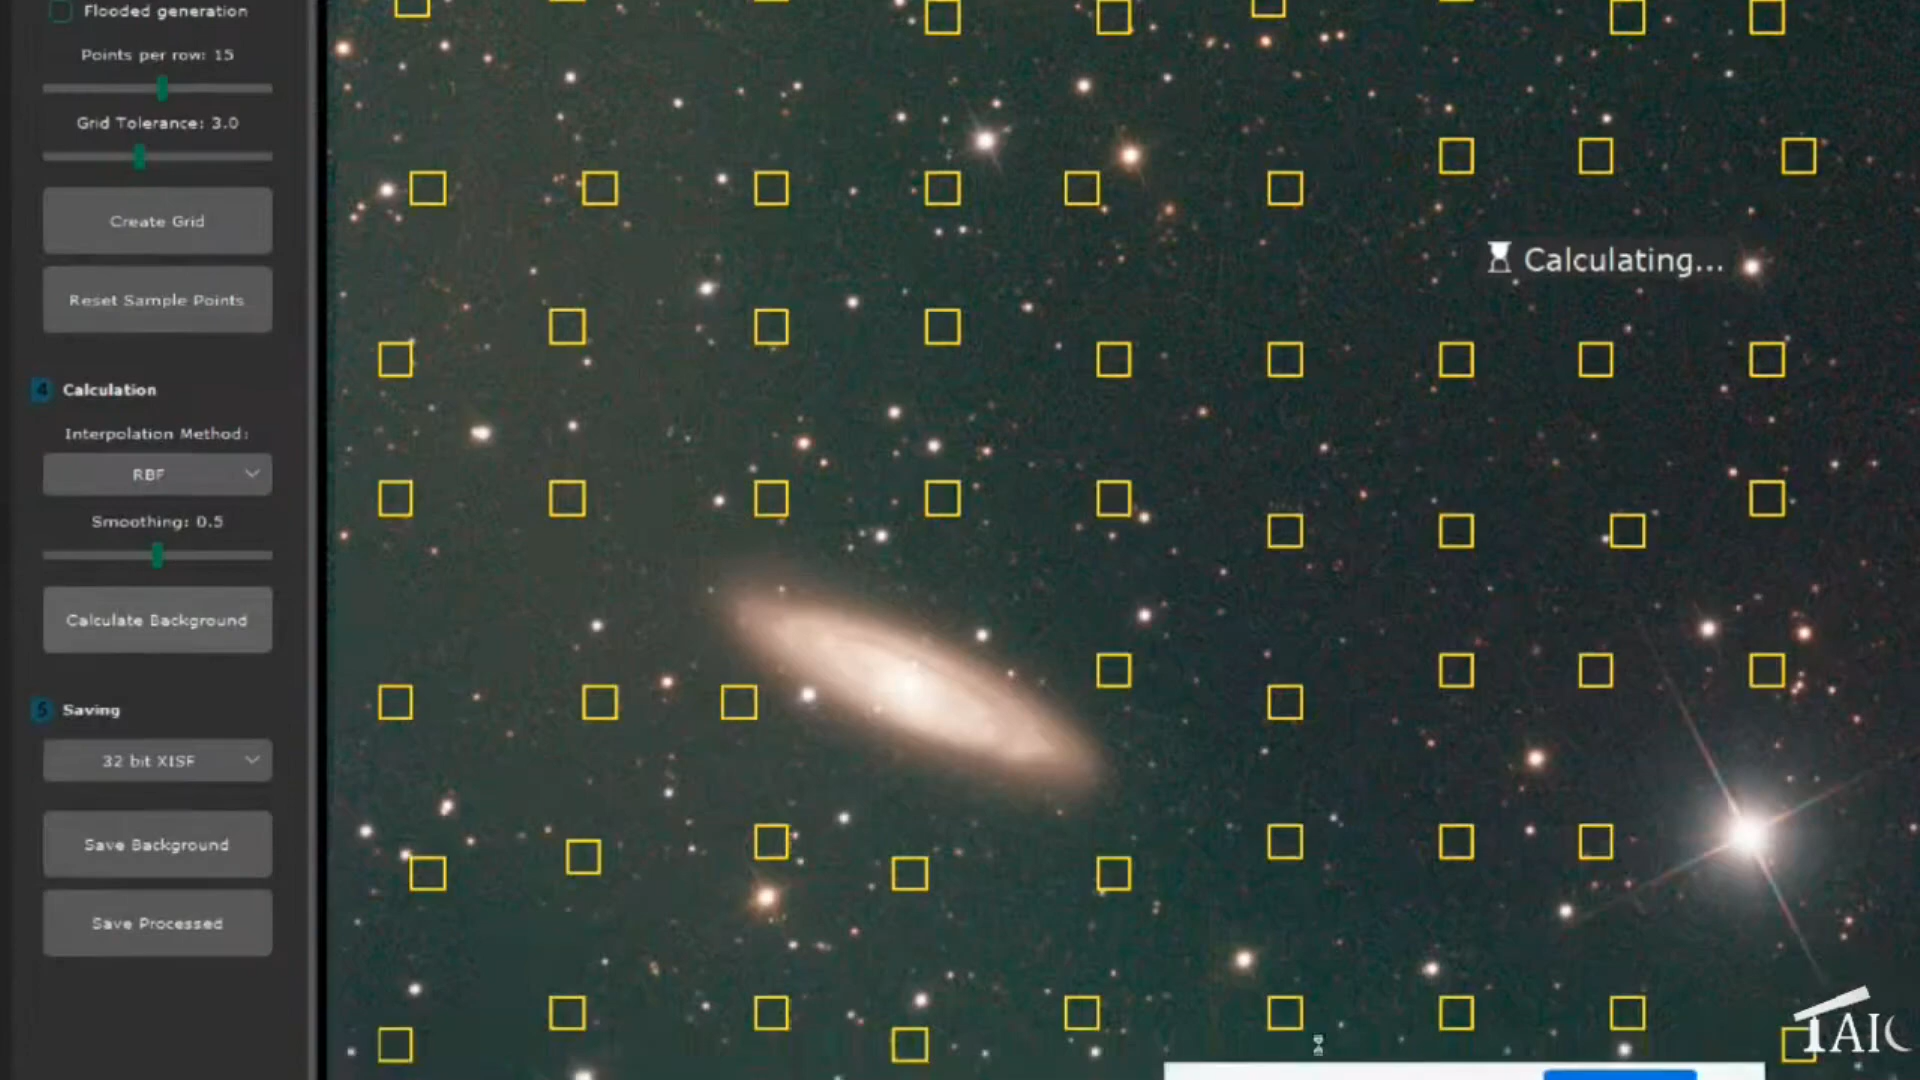 Flooded generation
Points per row: 15
Grid Tolerance: 3.0
Create Grid
Reset Sample Points
4 Calculation
Interpolation Method:
RBF
Smoothing: 0.5
Calculate Background
5 Saving
32 bit XISF
Save Background
Save Processed
Calculating...
TAIC